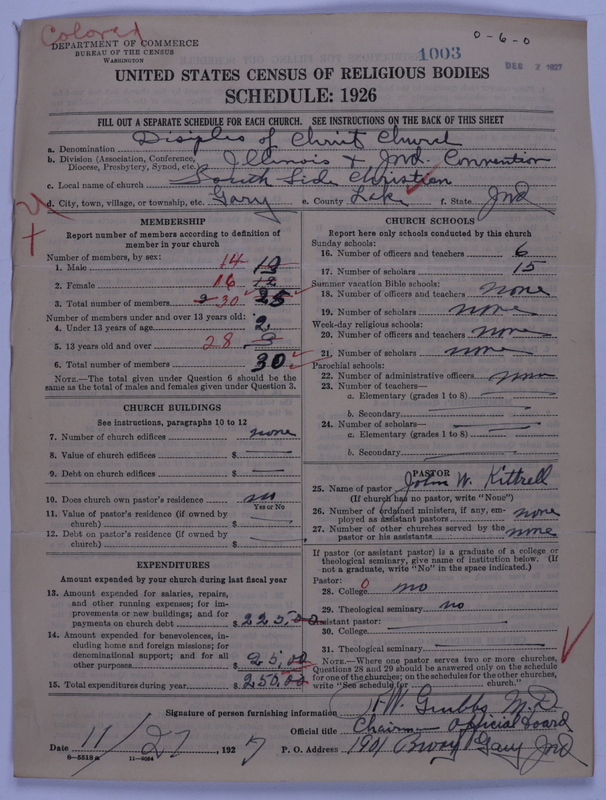 Colored
DEPARTMENT OF COMMERCE
BUREAU OF THE CENSUS
WASHINGTON
0-6-0
1003
DEC 2 1927
UNITED STATES CENSUS OF RELIGIOUS BODIES
SCHEDULE: 1926
FILL OUT A SEPARATE SCHEDULE FOR EACH CHURCH. SEE INSTRUCTIONS ON THE BACK OF THIS SHEET
a. Denomination Disciples of Christ Church
b. Division (Association, Conference, Diocese, Presbytery, Synod, etc.) Illinois & Ind. Convention
c. Local name of church South Side Christian
d. City, town, village, or township, etc. Gary e. County Lake f. State Ind
MEMBERSHIP
Report number of members according to definition of
member in your church
Number of members, by sex:
1. Male 14
2. Female 16 12
3. Total number of members 30 25
Number of members under and over 13 years old:
4. Under 13 years of age 2
5. 13 years old and over 28
6. Total number of members 30
NOTE.—The total given under Question 6 should be the
same as the total of males and females given under Question 3.
CHURCH BUILDINGS
See instructions, paragraphs 10 to 12
7. Number of church edifices none
8. Value of church edifices $
9. Debt on church edifices $
10. Does church own pastor's residence no
Yes or No
11. Value of pastor's residence (if owned by
church) $
12. Debt on pastor's residence (if owned by
church) $
EXPENDITURES
Amount expended by your church during last fiscal year
13. Amount expended for salaries, repairs,
and other running expenses; for im-
provements or new buildings; and for
payments on church debt $ 225.00
14. Amount expended for benevolences, in-
cluding home and foreign missions; for
denominational support; and for all
other purposes $ 25.00
15. Total expenditures during year $ 250.00
CHURCH SCHOOLS
Report here only schools conducted by this church
Sunday schools:
16. Number of officers and teachers 6
17. Number of scholars 15
Summer vacation Bible schools:
18. Number of officers and teachers none
19. Number of scholars none
Week-day religious schools:
20. Number of officers and teachers none
21. Number of scholars none
Parochial schools:
22. Number of administrative officers none
23. Number of teachers—
a. Elementary (grades 1 to 8)
b. Secondary
24. Number of scholars—
a. Elementary (grades 1 to 8)
b. Secondary
PASTOR
25. Name of pastor John W. Kittrell
(If church has no pastor, write "None")
26. Number of ordained ministers, if any, em-
ployed as assistant pastors none
27. Number of other churches served by the
pastor or his assistants none
If pastor (or assistant pastor) is a graduate of a college or
theological seminary, give name of institution below. (If
not a graduate, write "No" in the space indicated.)
Pastor:
28. College 0 no
29. Theological seminary no
Assistant pastor:
30. College
31. Theological seminary
NOTE.—Where one pastor serves two or more churches,
Questions 28 and 29 should be answered only on the schedule
for one of the churches; on the schedules for the other churches,
write "See schedule for church."
Signature of person furnishing information H.W. Grubbs M.D
Official title Chairm Official Board
Date 11/27, 1927 P. O. Address 1901 Bway Gary Ind
8—5518a 11—9054